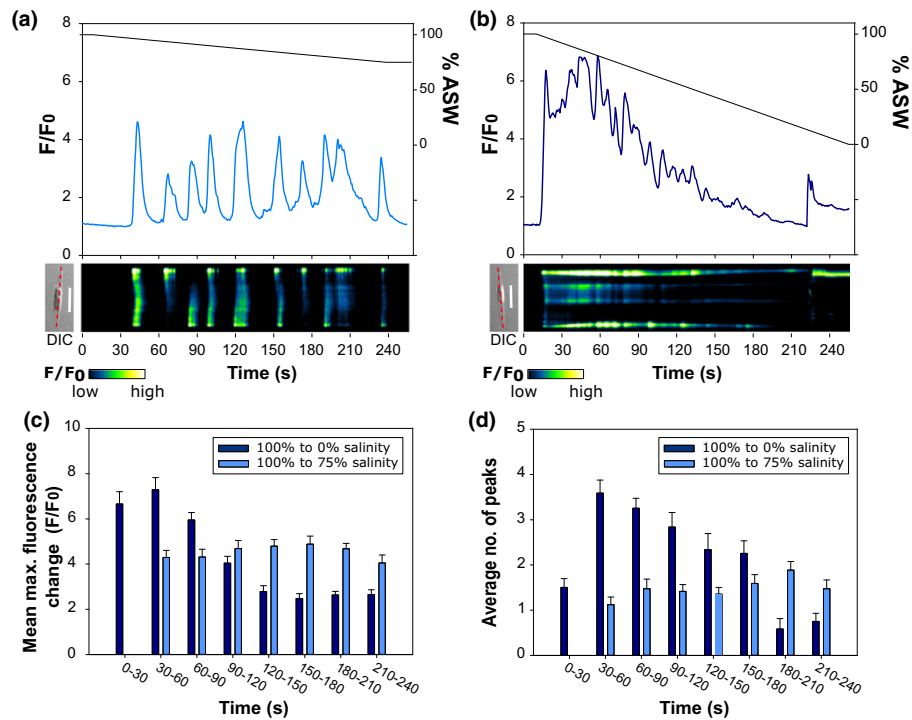 (a)
8
6
4
2
0
F/F0
100
50
0
% ASW
DIC
0 30 60 90 120 150 180 210 240
Time (s)
F/F0
low high
(b)
8
6
4
2
0
F/F0
100
50
0
% ASW
DIC
0 30 60 90 120 150 180 210 240
Time (s)
F/F0
low high
(c)
10
8
6
4
2
0
Mean max. fluorescence
change (F/F0)
100% to 0% salinity
100% to 75% salinity
0-30 30-60 60-90 90-120 120-150 150-180 180-210 210-240
Time (s)
(d)
5
4
3
2
1
0
Average no. of peaks
100% to 0% salinity
100% to 75% salinity
0-30 30-60 60-90 90-120 120-150 150-180 180-210 210-240
Time (s)